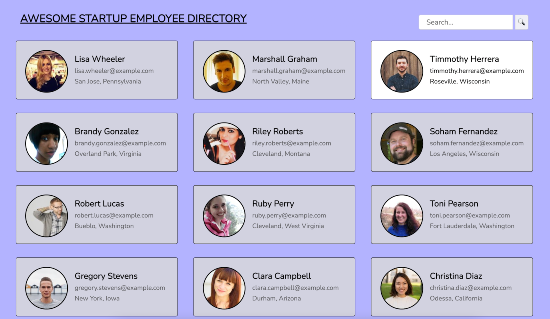 AWESOME STARTUP EMPLOYEE DIRECTORY
Search...
Lisa Wheeler
lisa.wheeler@example.com
San Jose, Pennsylvania
Marshall Graham
marshall.graham@example.com
North Valley, Maine
Timmothy Herrera
timmothy.herrera@example.com
Roseville, Wisconsin
Brandy Gonzalez
brandy.gonzalez@example.com
Overland Park, Virginia
Riley Roberts
riley.roberts@example.com
Cleveland, Montana
Soham Fernandez
soham.fernandez@example.com
Los Angeles, Wisconsin
Robert Lucas
robert.lucas@example.com
Bueblo, Washington
Ruby Perry
ruby.perry@example.com
Cleveland, West Virginia
Toni Pearson
toni.pearson@example.com
Fort Lauderdale, Washington
Gregory Stevens
gregory.stevens@example.com
New York, Iowa
Clara Campbell
clara.campbell@example.com
Durham, Arizona
Christina Diaz
christina.diaz@example.com
Odessa, California